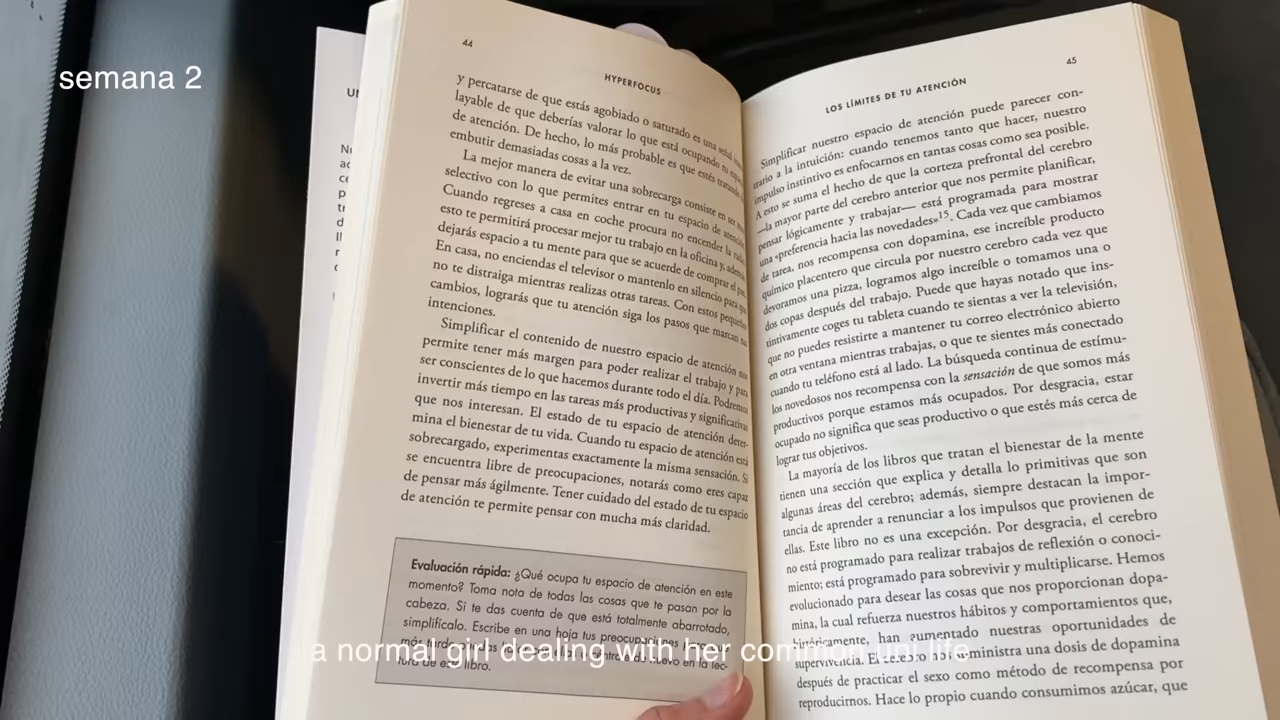 semana 2
44
HYPERFOCUS
y percatarse de que estás agobiado o saturado es una señal
layable de que deberías valorar lo que está ocupando tu
de atención. De hecho, lo más probable es que estés
embutir demasiadas cosas a la vez.
La mejor manera de evitar una sobrecarga consiste en ser
selectivo con lo que permites entrar en tu espacio de atención.
Cuando regreses a casa en coche procura no encender la
esto te permitirá procesar mejor tu trabajo en la oficina y,
dejarás espacio a tu mente para que se acuerde de comprar el
En casa, no enciendas el televisor o mantenlo en silencio para que
no te distraiga mientras realizas otras tareas. Con estos pequeños
cambios, lograrás que tu atención siga los pasos que marcan tus
intenciones.
Simplificar el contenido de nuestro espacio de atención nos
permite tener más margen para poder realizar el trabajo y para
ser conscientes de lo que hacemos durante todo el día. Podremos
invertir más tiempo en las tareas más productivas y significativas
que nos interesan. El estado de tu espacio de atención deter-
mina el bienestar de tu vida. Cuando tu espacio de atención está
sobrecargado, experimentas exactamente la misma sensación. Si
se encuentra libre de preocupaciones, notarás como eres capaz
de pensar más ágilmente. Tener cuidado del estado de tu espacio
de atención te permite pensar con mucha más claridad.
Evaluación rápida: ¿Qué ocupa tu espacio de atención en este
momento? Toma nota de todas las cosas que te pasan por la
cabeza. Si te das cuenta de que está totalmente abarrotado,
simplifícalo. Escribe en una hoja tus preocupaciones
más nuevo en la lec-
tura de este libro.
45
LOS LÍMITES DE TU ATENCIÓN
Simplificar nuestro espacio de atención puede parecer con-
trario a la intuición: cuando tenemos tanto que hacer, nuestro
impulso instintivo es enfocarnos en tantas cosas como sea posible.
A esto se suma el hecho de que la corteza prefrontal del cerebro
—la mayor parte del cerebro anterior que nos permite planificar,
pensar lógicamente y trabajar— está programada para mostrar
una «preferencia hacia las novedades»15. Cada vez que cambiamos
de tarea, nos recompensa con dopamina, ese increíble producto
químico placentero que circula por nuestro cerebro cada vez que
devoramos una pizza, logramos algo increíble o tomamos una o
dos copas después del trabajo. Puede que hayas notado que ins-
tintivamente coges tu tableta cuando te sientas a ver la televisión,
que no puedes resistirte a mantener tu correo electrónico abierto
en otra ventana mientras trabajas, o que te sientes más conectado
cuando tu teléfono está al lado. La búsqueda continua de estímu-
los novedosos nos recompensa con la sensación de que somos más
productivos porque estamos más ocupados. Por desgracia, estar
ocupado no significa que seas productivo o que estés más cerca de
lograr tus objetivos.
La mayoría de los libros que tratan el bienestar de la mente
tienen una sección que explica y detalla lo primitivas que son
algunas áreas del cerebro; además, siempre destacan la impor-
tancia de aprender a renunciar a los impulsos que provienen de
ellas. Este libro no es una excepción. Por desgracia, el cerebro
no está programado para realizar trabajos de reflexión o conoci-
miento; está programado para sobrevivir y multiplicarse. Hemos
evolucionado para desear las cosas que nos proporcionan dopa-
mina, la cual refuerza nuestros hábitos y comportamientos que,
históricamente, han aumentado nuestras oportunidades de
supervivencia. El cerebro suministra una dosis de dopamina
después de practicar el sexo como método de recompensa por
reproducirnos. Hace lo propio cuando consumimos azúcar, que
a normal girl dealing with her common uni life